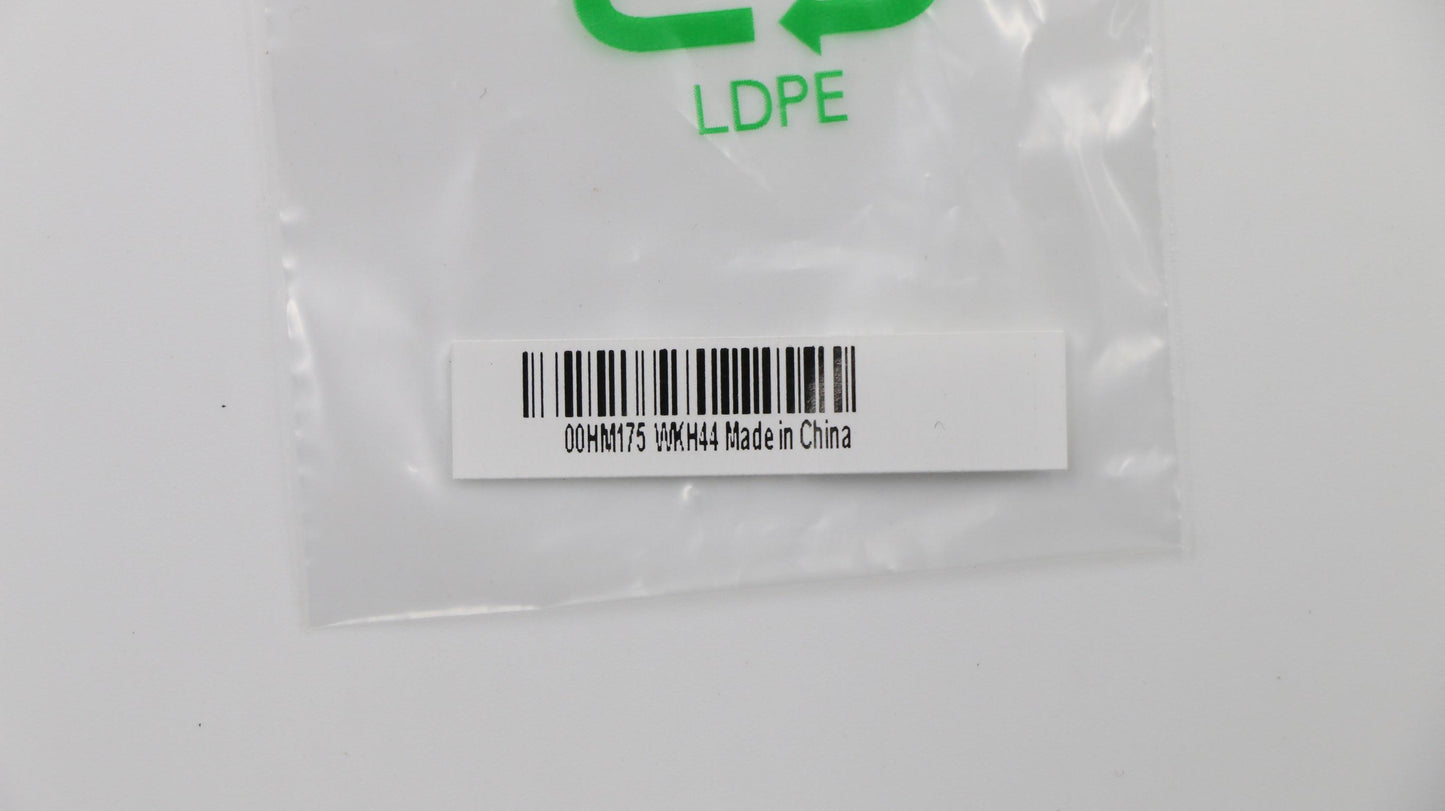 LDPE
00HM175 WKH44 Made in China